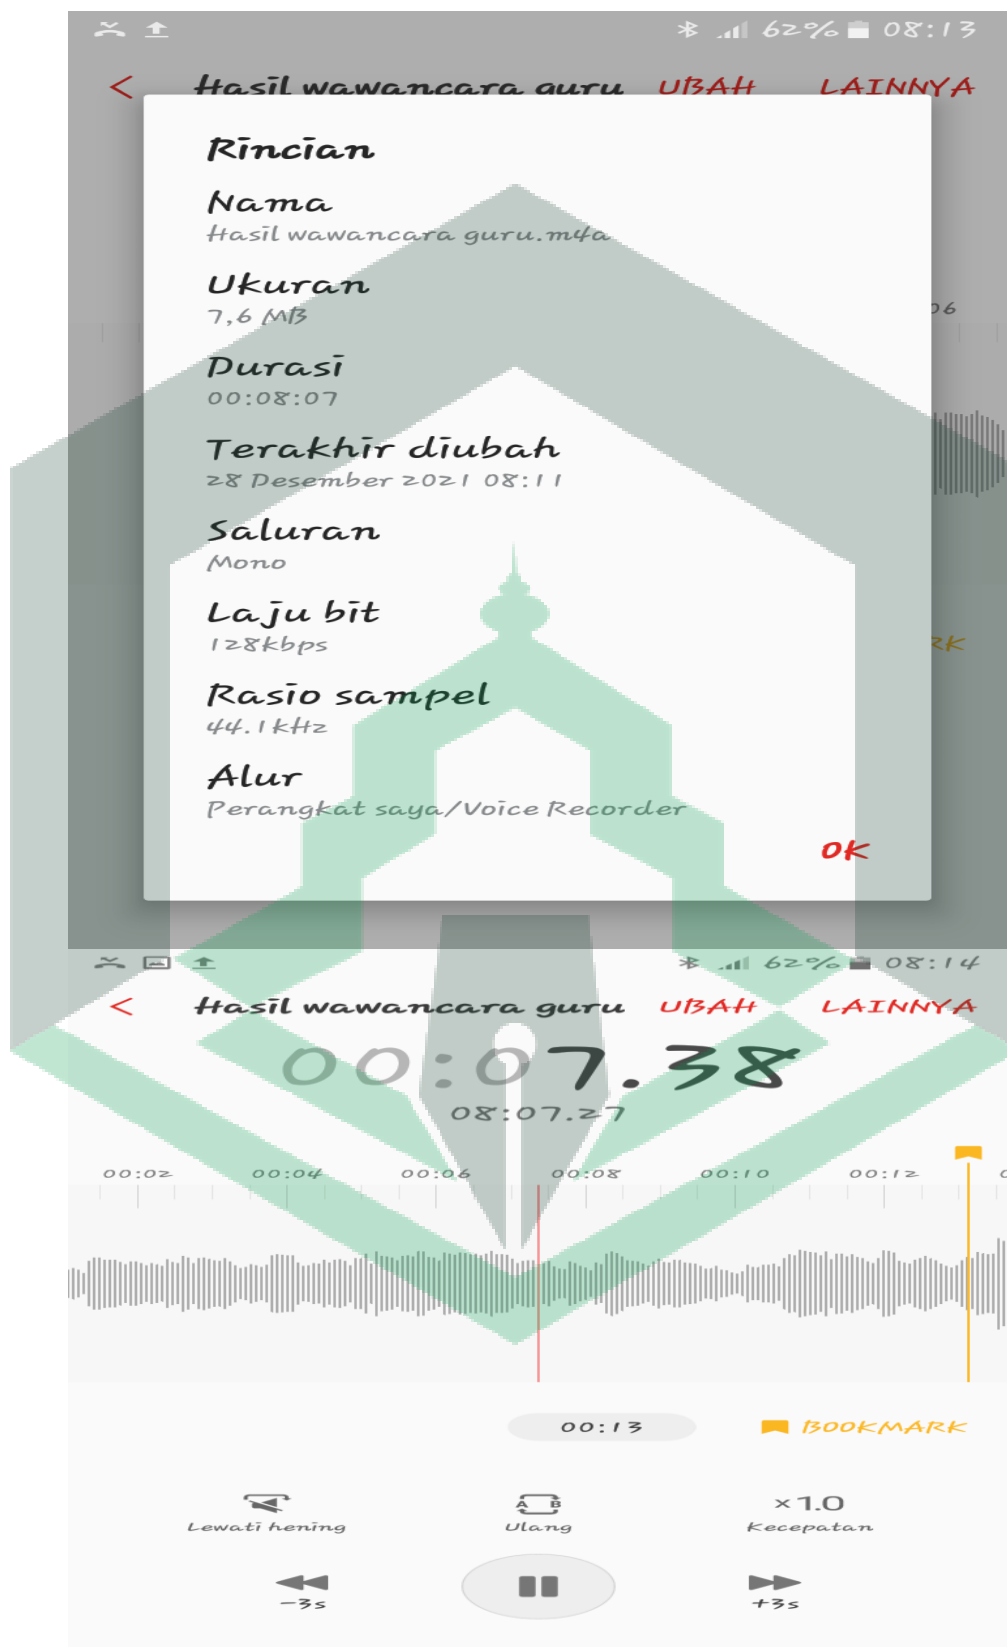 62% 08:13
Hasil wawancara guru UBAH LAINNYA
Rincian
Nama
Hasil wawancara guru.m4a
Ukuran
7,6 MB
06
Durasi
00:08:07
Terakhir diubah
28 Desember 2021 08:11
Saluran
Mono
Laju bit
128kbps
RK
Rasio sampel
44.1kHz
Alur
Perangkat saya/Voice Recorder
OK
62% 08:14
Hasil wawancara guru UBAH LAINNYA
00:07.38
08:07.27
00:02 00:04 00:06 00:08 00:10 00:12
00:13 BOOKMARK
A B ×1.0
Lewati hening Ulang Kecepatan
-3s +3s